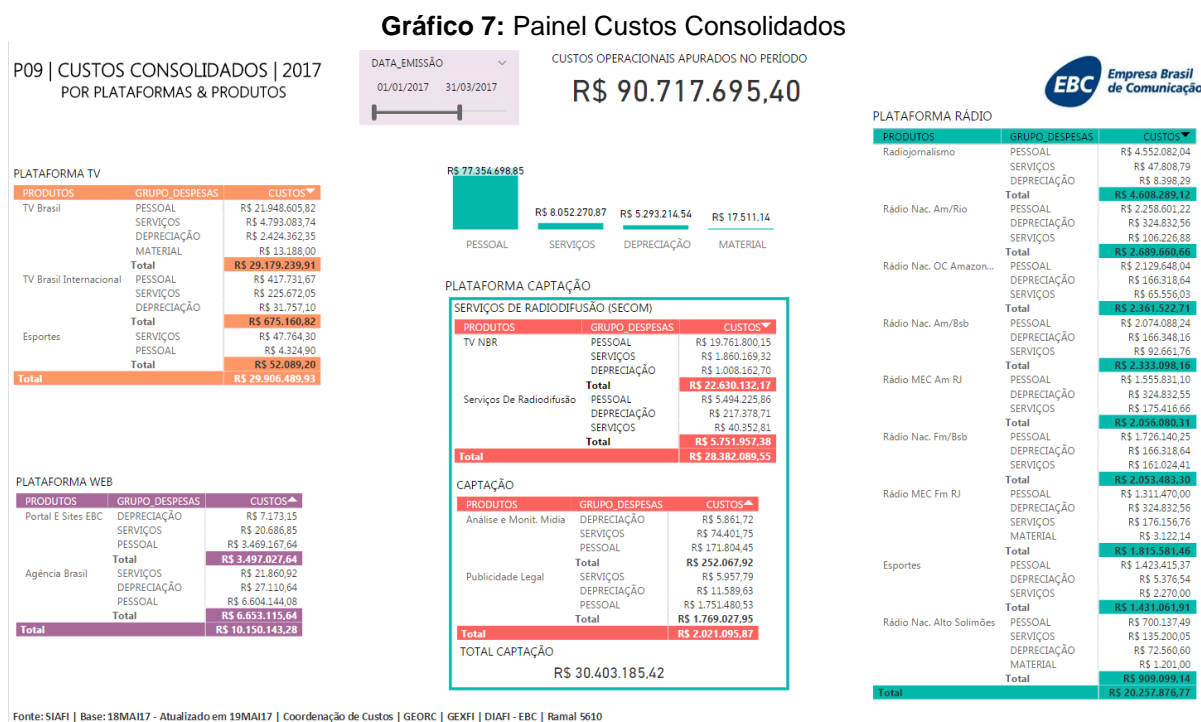 Gráfico 7: Painel Custos Consolidados
P09 | CUSTOS CONSOLIDADOS | 2017
POR PLATAFORMAS & PRODUTOS
DATA_EMISSÃO
01/01/2017 31/03/2017
CUSTOS OPERACIONAIS APURADOS NO PERÍODO
R$ 90.717.695,40
EBC Empresa Brasil
de Comunicação
PLATAFORMA TV
PRODUTOS GRUPO_DESPESAS CUSTOS
TV Brasil PESSOAL R$ 21.948.605,82
SERVIÇOS R$ 4.793.083,74
DEPRECIAÇÃO R$ 2.424.362,35
MATERIAL R$ 13.188,00
Total R$ 29.179.239,91
TV Brasil Internacional PESSOAL R$ 417.731,67
SERVIÇOS R$ 225.672,05
DEPRECIAÇÃO R$ 31.757,10
Total R$ 675.160,82
Esportes SERVIÇOS R$ 47.764,30
PESSOAL R$ 4.324,90
Total R$ 52.089,20
Total R$ 29.906.489,93
PLATAFORMA WEB
PRODUTOS GRUPO_DESPESAS CUSTOS
Portal E Sites EBC DEPRECIAÇÃO R$ 7.173,15
SERVIÇOS R$ 20.686,85
PESSOAL R$ 3.469.167,64
Total R$ 3.497.027,64
Agência Brasil SERVIÇOS R$ 21.860,92
DEPRECIAÇÃO R$ 27.110,64
PESSOAL R$ 6.604.144,08
Total R$ 6.653.115,64
Total R$ 10.150.143,28
R$ 77.354.698,85
R$ 8.052.270,87 R$ 5.293.214,54 R$ 17.511,14
PESSOAL SERVIÇOS DEPRECIAÇÃO MATERIAL
PLATAFORMA CAPTAÇÃO
SERVIÇOS DE RADIODIFUSÃO (SECOM)
PRODUTOS GRUPO_DESPESAS CUSTOS
TV NBR PESSOAL R$ 19.761.800,15
SERVIÇOS R$ 1.860.169,32
DEPRECIAÇÃO R$ 1.008.162,70
Total R$ 22.630.132,17
Serviços De Radiodifusão PESSOAL R$ 5.494.225,86
DEPRECIAÇÃO R$ 217.378,71
SERVIÇOS R$ 40.352,81
Total R$ 5.751.957,38
Total R$ 28.382.089,55
CAPTAÇÃO
PRODUTOS GRUPO_DESPESAS CUSTOS
Análise e Monit. Midia DEPRECIAÇÃO R$ 5.861,72
SERVIÇOS R$ 74.401,75
PESSOAL R$ 171.804,45
Total R$ 252.067,92
Publicidade Legal SERVIÇOS R$ 5.957,79
DEPRECIAÇÃO R$ 11.589,63
PESSOAL R$ 1.751.480,53
Total R$ 1.769.027,95
Total R$ 2.021.095,87
TOTAL CAPTAÇÃO
R$ 30.403.185,42
PLATAFORMA RÁDIO
PRODUTOS GRUPO_DESPESAS CUSTOS
Radiojornalismo PESSOAL R$ 4.552.082,04
SERVIÇOS R$ 47.808,79
DEPRECIAÇÃO R$ 8.398,29
Total R$ 4.608.289,12
Rádio Nac. Am/Rio PESSOAL R$ 2.258.601,22
DEPRECIAÇÃO R$ 324.832,56
SERVIÇOS R$ 106.226,88
Total R$ 2.689.660,66
Rádio Nac. OC Amazon... PESSOAL R$ 2.129.648,04
DEPRECIAÇÃO R$ 166.318,64
SERVIÇOS R$ 65.556,03
Total R$ 2.361.522,71
Rádio Nac. Am/Bsb PESSOAL R$ 2.074.088,24
DEPRECIAÇÃO R$ 166.348,16
SERVIÇOS R$ 92.661,76
Total R$ 2.333.098,16
Rádio MEC Am RJ PESSOAL R$ 1.555.831,10
DEPRECIAÇÃO R$ 324.832,55
SERVIÇOS R$ 175.416,66
Total R$ 2.056.080,31
Rádio Nac. Fm/Bsb PESSOAL R$ 1.726.140,25
DEPRECIAÇÃO R$ 166.318,64
SERVIÇOS R$ 161.024,41
Total R$ 2.053.483,30
Rádio MEC Fm RJ PESSOAL R$ 1.311.470,00
DEPRECIAÇÃO R$ 324.832,56
SERVIÇOS R$ 176.156,76
MATERIAL R$ 3.122,14
Total R$ 1.815.581,46
Esportes PESSOAL R$ 1.423.415,37
DEPRECIAÇÃO R$ 5.376,54
SERVIÇOS R$ 2.270,00
Total R$ 1.431.061,91
Rádio Nac. Alto Solimões PESSOAL R$ 700.137,49
SERVIÇOS R$ 135.200,05
DEPRECIAÇÃO R$ 72.560,60
MATERIAL R$ 1.201,00
Total R$ 909.099,14
Total R$ 20.257.876,77
Fonte: SIAFI | Base: 18MAI17 - Atualizado em 19MAI17 | Coordenação de Custos | GEORC | GEXFI | DIAFI - EBC | Ramal 5610